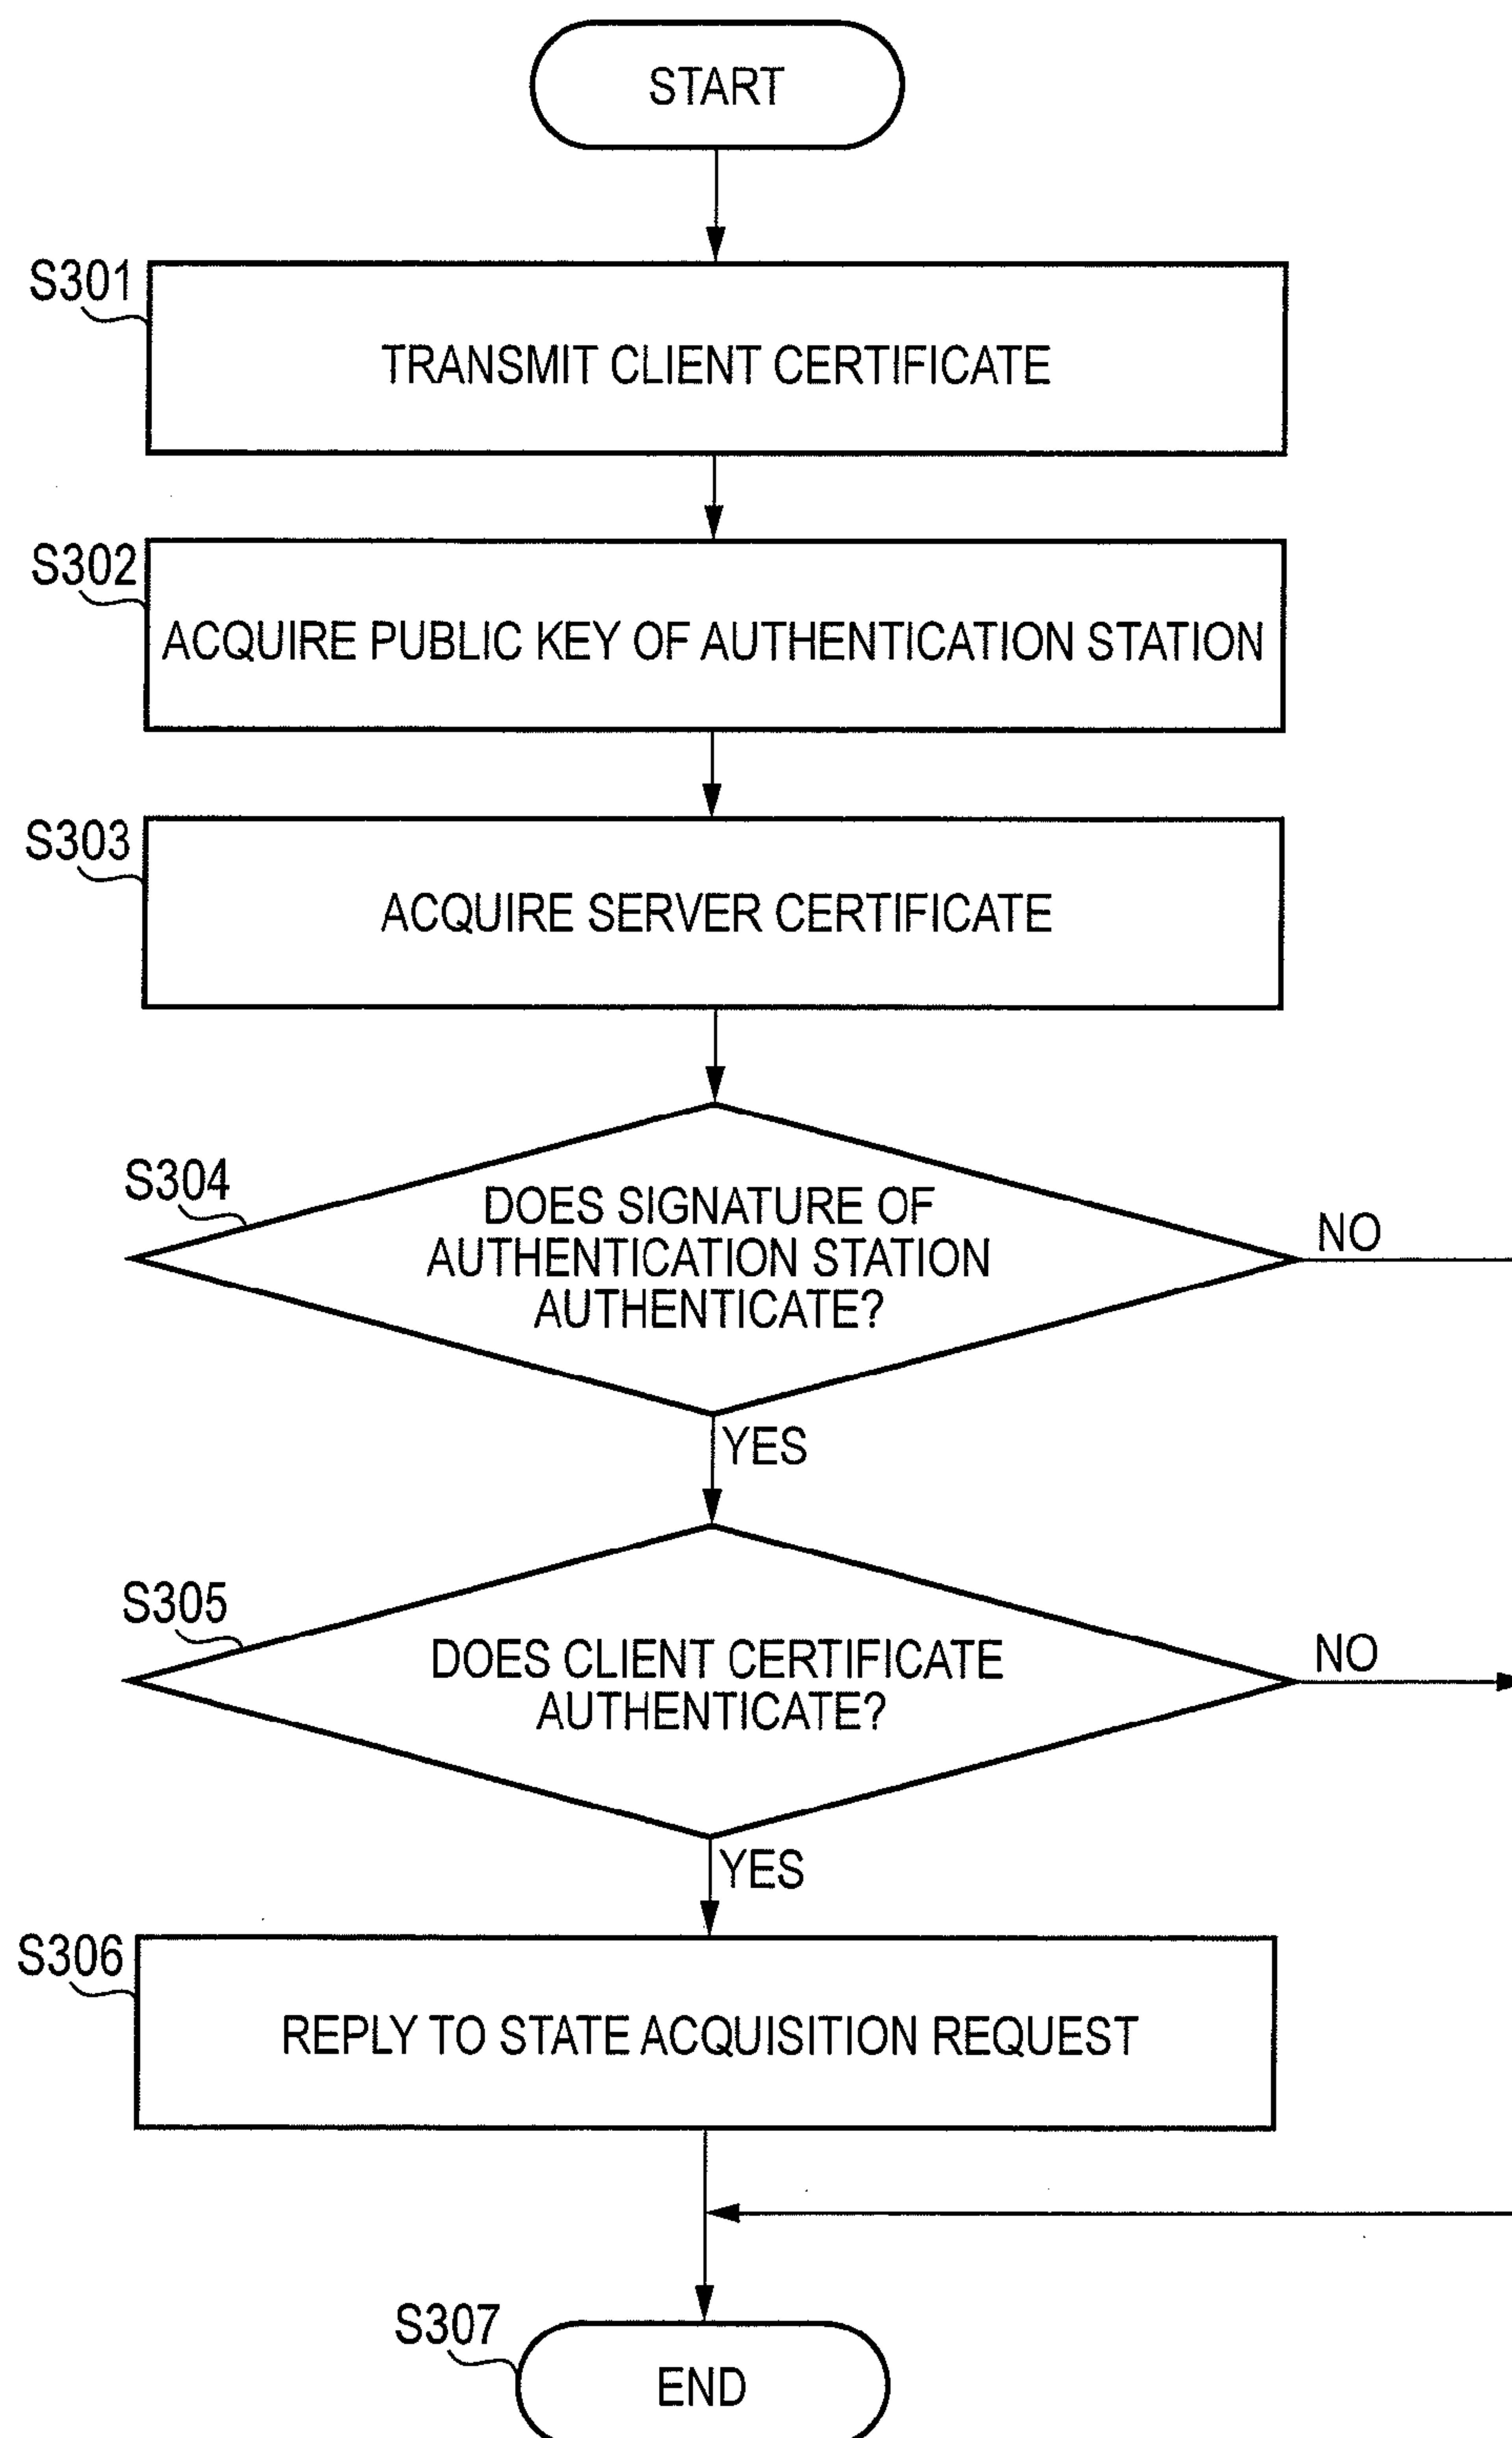 START
S301
TRANSMIT CLIENT CERTIFICATE
S302
ACQUIRE PUBLIC KEY OF AUTHENTICATION STATION
S303
ACQUIRE SERVER CERTIFICATE
S304
DOES SIGNATURE OF
AUTHENTICATION STATION
AUTHENTICATE?
NO
YES
S305
DOES CLIENT CERTIFICATE
AUTHENTICATE?
NO
YES
S306
REPLY TO STATE ACQUISITION REQUEST
S307
END